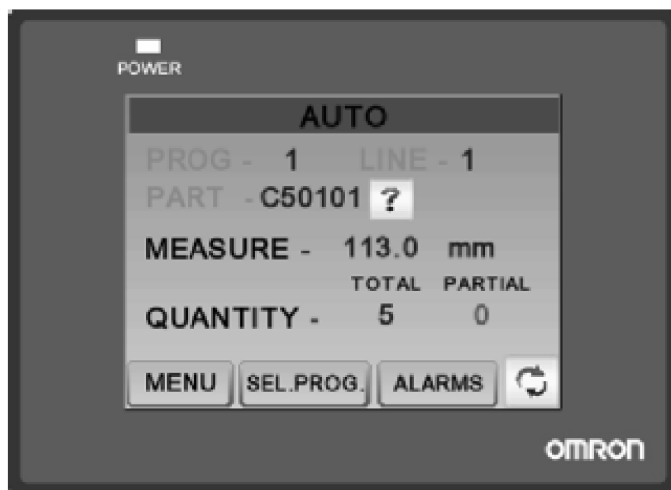 POWER
AUTO
PROG - 1 LINE - 1
PART - C50101 ?
MEASURE - 113.0 mm
TOTAL PARTIAL
QUANTITY - 5 0
MENU SEL.PROG. ALARMS
omron